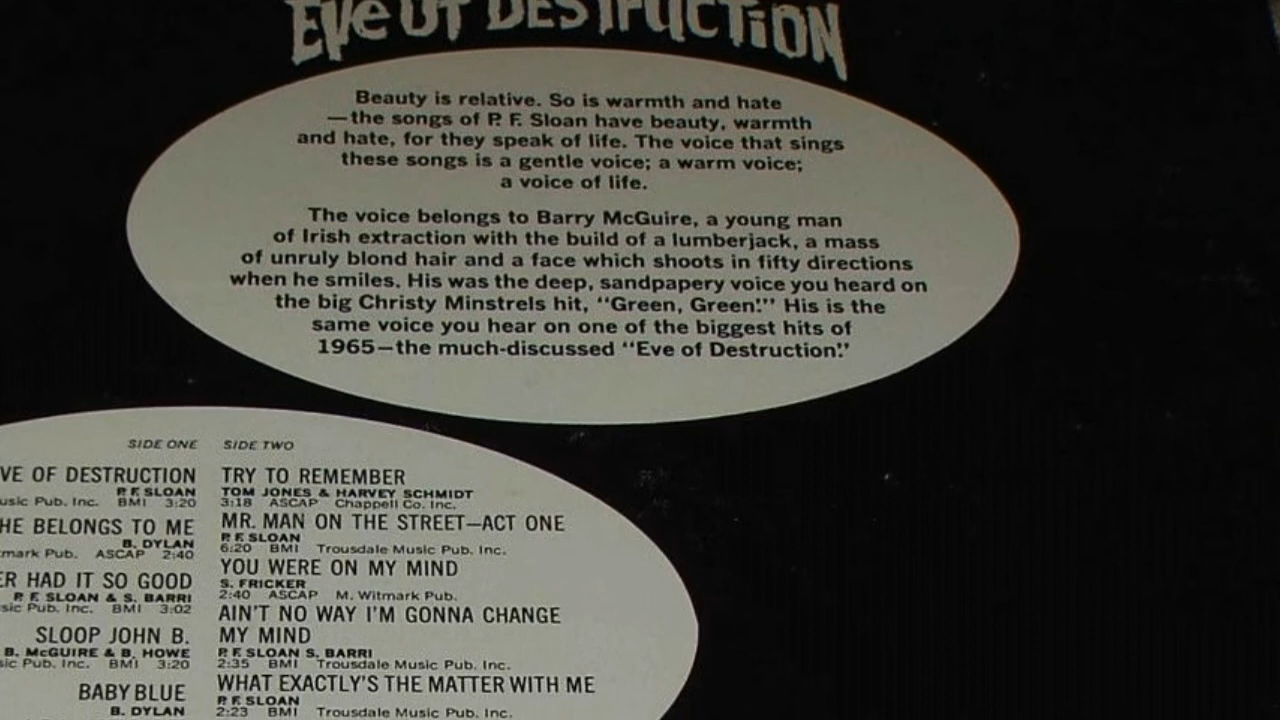 EVE OF DESTRUCTION
Beauty is relative. So is warmth and hate
—the songs of P. F. Sloan have beauty, warmth
and hate, for they speak of life. The voice that sings
these songs is a gentle voice; a warm voice;
a voice of life.
The voice belongs to Barry McGuire, a young man
of Irish extraction with the build of a lumberjack, a mass
of unruly blond hair and a face which shoots in fifty directions
when he smiles. His was the deep, sandpapery voice you heard on
the big Christy Minstrels hit, “Green, Green.” His is the
same voice you hear on one of the biggest hits of
1965—the much-discussed “Eve of Destruction.”
SIDE ONE
OF DESTRUCTION
P. F. SLOAN
Pub. Inc. BMI 3:20
BELONGS TO ME
B. DYLAN
Pub. ASCAP 2:40
HAD IT SO GOOD
P. F. SLOAN & S. BARRI
Pub. Inc. BMI 3:02
SLOOP JOHN B.
B. McGUIRE & B. HOWE
Pub. Inc. BMI 3:20
BABY BLUE
B. DYLAN
SIDE TWO
TRY TO REMEMBER
TOM JONES & HARVEY SCHMIDT
3:18 ASCAP Chappell Co. Inc.
MR. MAN ON THE STREET—ACT ONE
P. F. SLOAN
6:20 BMI Trousdale Music Pub. Inc.
YOU WERE ON MY MIND
S. FRICKER
2:40 ASCAP M. Witmark Pub.
AIN'T NO WAY I'M GONNA CHANGE
MY MIND
P. F. SLOAN S. BARRI
2:35 BMI Trousdale Music Pub. Inc.
WHAT EXACTLY'S THE MATTER WITH ME
P. F. SLOAN
2:23 BMI Trousdale Music Pub. Inc.